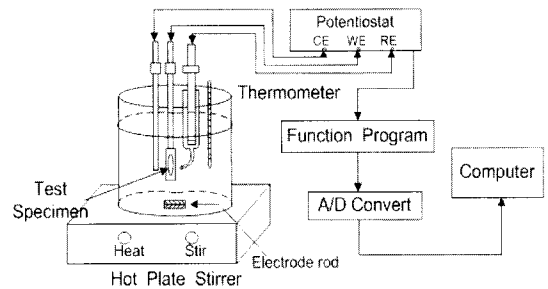 Potentiostat
CE WE RE
Thermometer
Function Program
Computer
Test
Specimen
A/D Convert
Heat Stir
Electrode rod
Hot Plate Stirrer